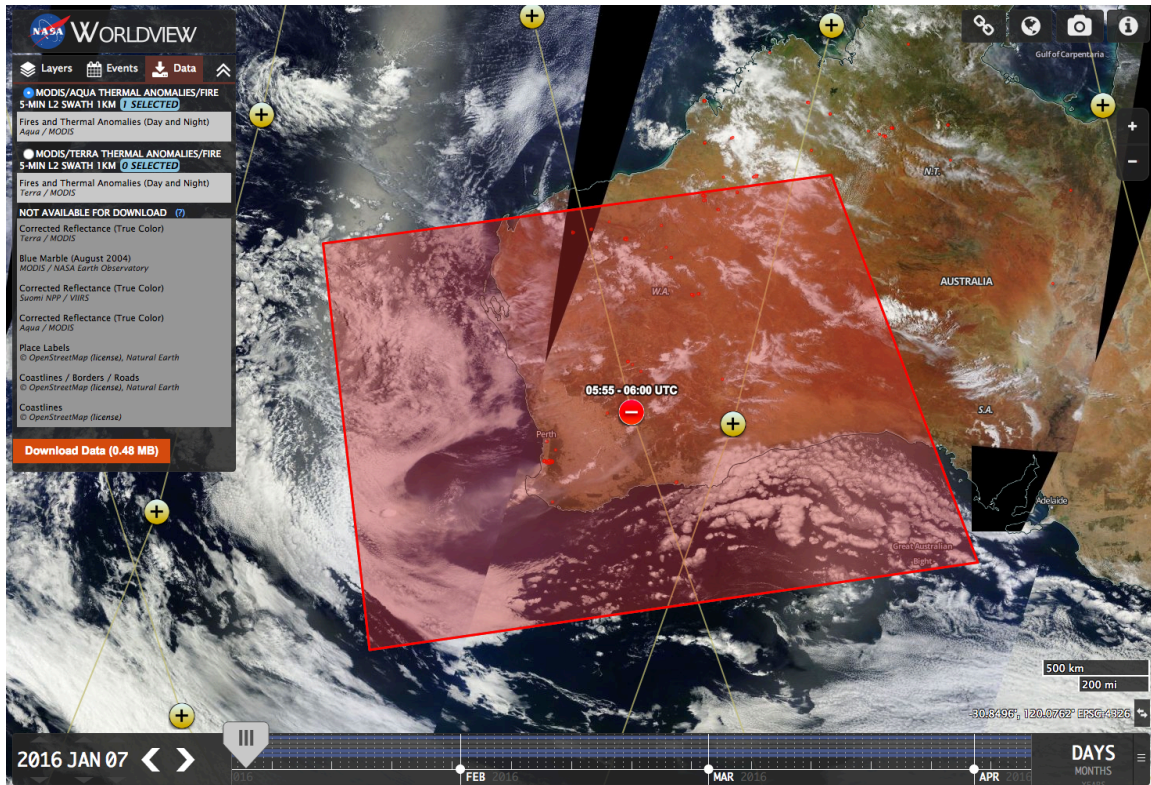 NASA WORLDVIEW
Layers Events Data
MODIS/AQUA THERMAL ANOMALIES/FIRE
5-MIN L2 SWATH 1KM 1 SELECTED
Fires and Thermal Anomalies (Day and Night)
Aqua / MODIS
MODIS/TERRA THERMAL ANOMALIES/FIRE
5-MIN L2 SWATH 1KM 0 SELECTED
Fires and Thermal Anomalies (Day and Night)
Terra / MODIS
NOT AVAILABLE FOR DOWNLOAD (?)
Corrected Reflectance (True Color)
Terra / MODIS
Blue Marble (August 2004)
MODIS / NASA Earth Observatory
Corrected Reflectance (True Color)
Suomi NPP / VIIRS
Corrected Reflectance (True Color)
Aqua / MODIS
Place Labels
© OpenStreetMap (license), Natural Earth
Coastlines / Borders / Roads
© OpenStreetMap (license), Natural Earth
Coastlines
© OpenStreetMap (license)
Download Data (0.48 MB)
Gulf of Carpentaria
N.T.
AUSTRALIA
W.A.
05:55 - 06:00 UTC
S.A.
Perth
Adelaide
Great Australian
Bight
500 km
200 mi
-30.8496°, 120.0762° EPSG:4326
2016 JAN 07
016
FEB 2016
MAR 2016
APR 2016
DAYS
MONTHS
YEARS